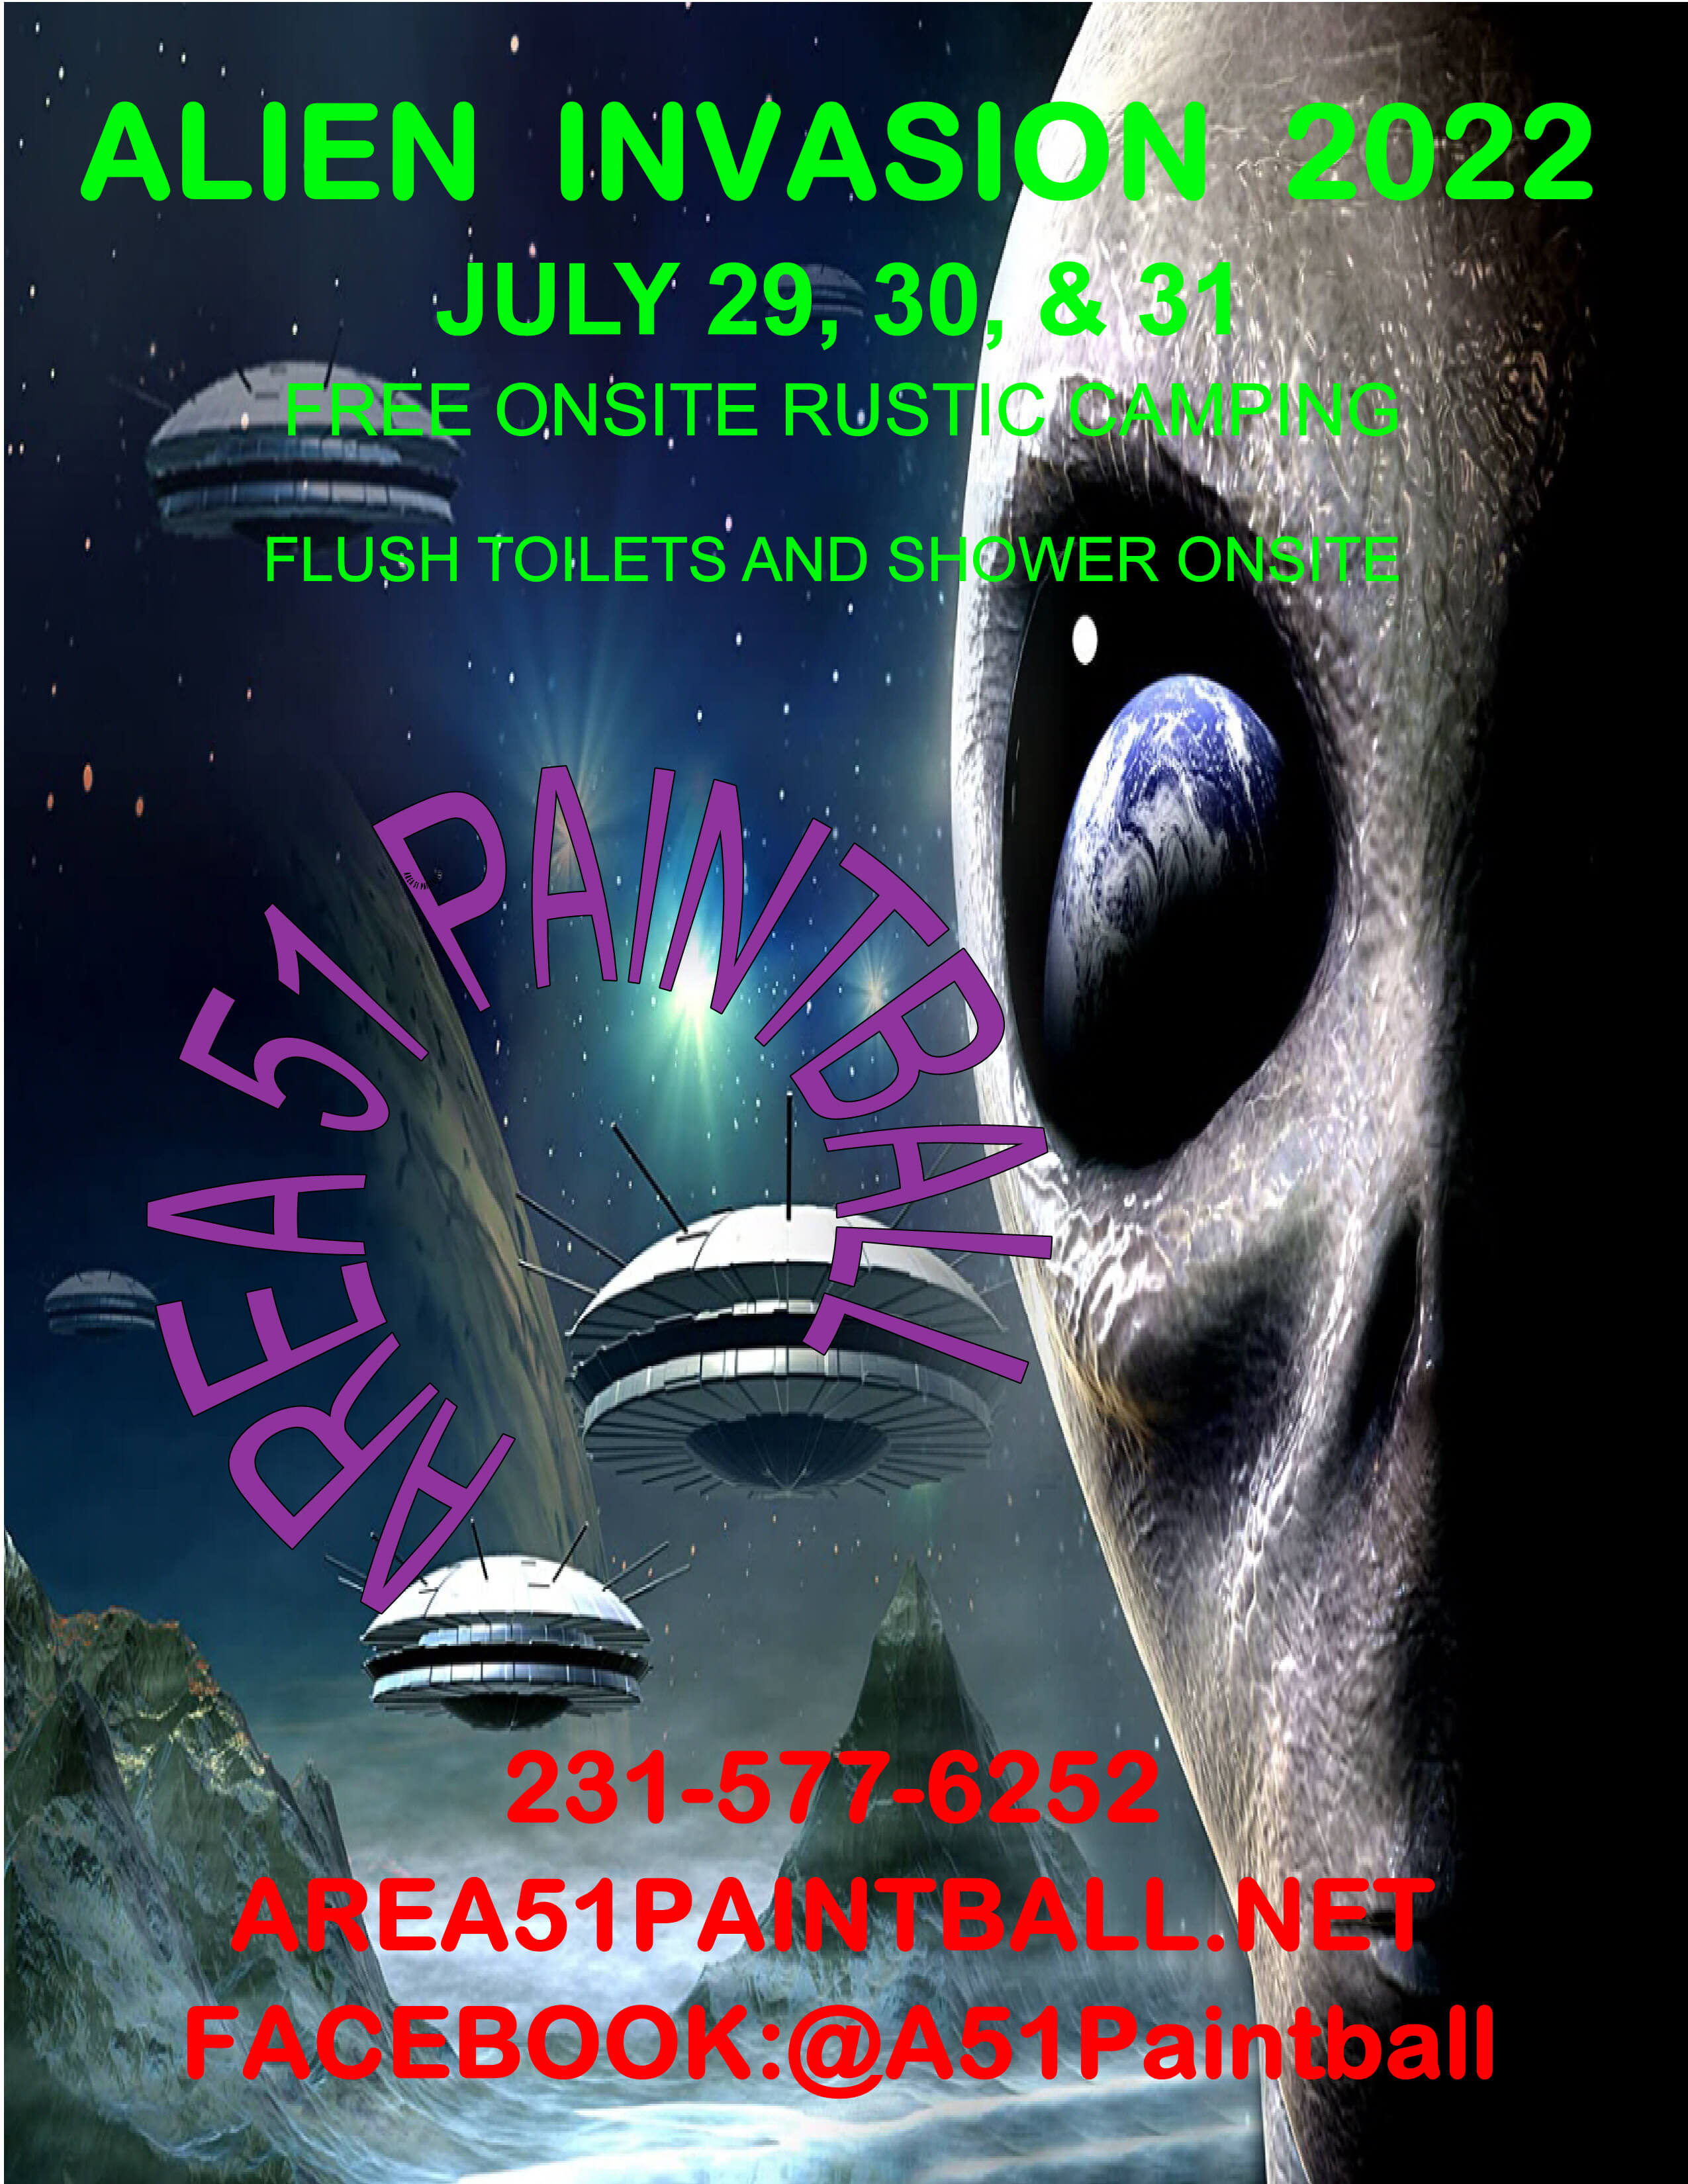 ALIEN INVASION 2022
JULY 29, 30, & 31
FREE ONSITE RUSTIC CAMPING
FLUSH TOILETS AND SHOWER ONSITE
AREA 51 PAINTBALL
231-577-6252
AREA51PAINTBALL.NET
FACEBOOK:@A51Paintball